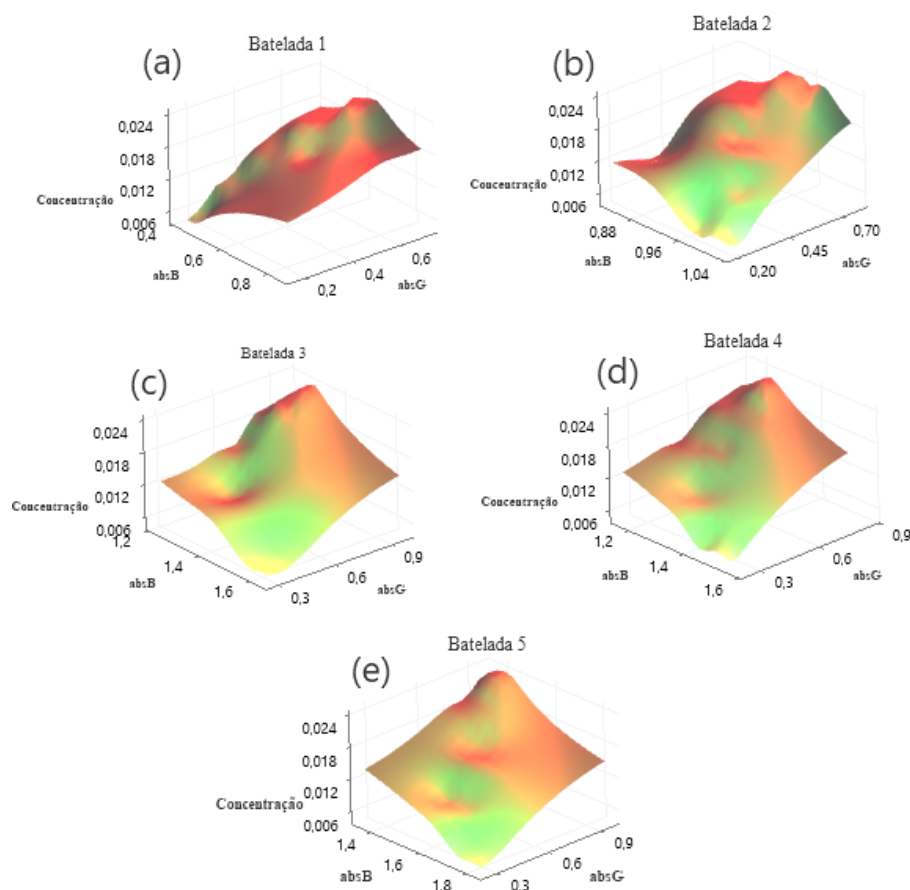 (a)
Batelada 1
0,024
0,018
0,012
0,006
Concentração
0,4
0,6
0,8
absB
0,2
0,4
0,6
absG
(b)
Batelada 2
0,024
0,018
0,012
0,006
Concentração
0,88
0,96
1,04
absB
0,20
0,45
0,70
absG
(c)
Batelada 3
0,024
0,018
0,012
0,006
Concentração
1,2
1,4
1,6
absB
0,3
0,6
0,9
absG
(d)
Batelada 4
0,024
0,018
0,012
0,006
Concentração
1,2
1,4
1,6
absB
0,3
0,6
0,9
absG
(e)
Batelada 5
0,024
0,018
0,012
0,006
Concentração
1,4
1,6
1,8
absB
0,3
0,6
0,9
absG